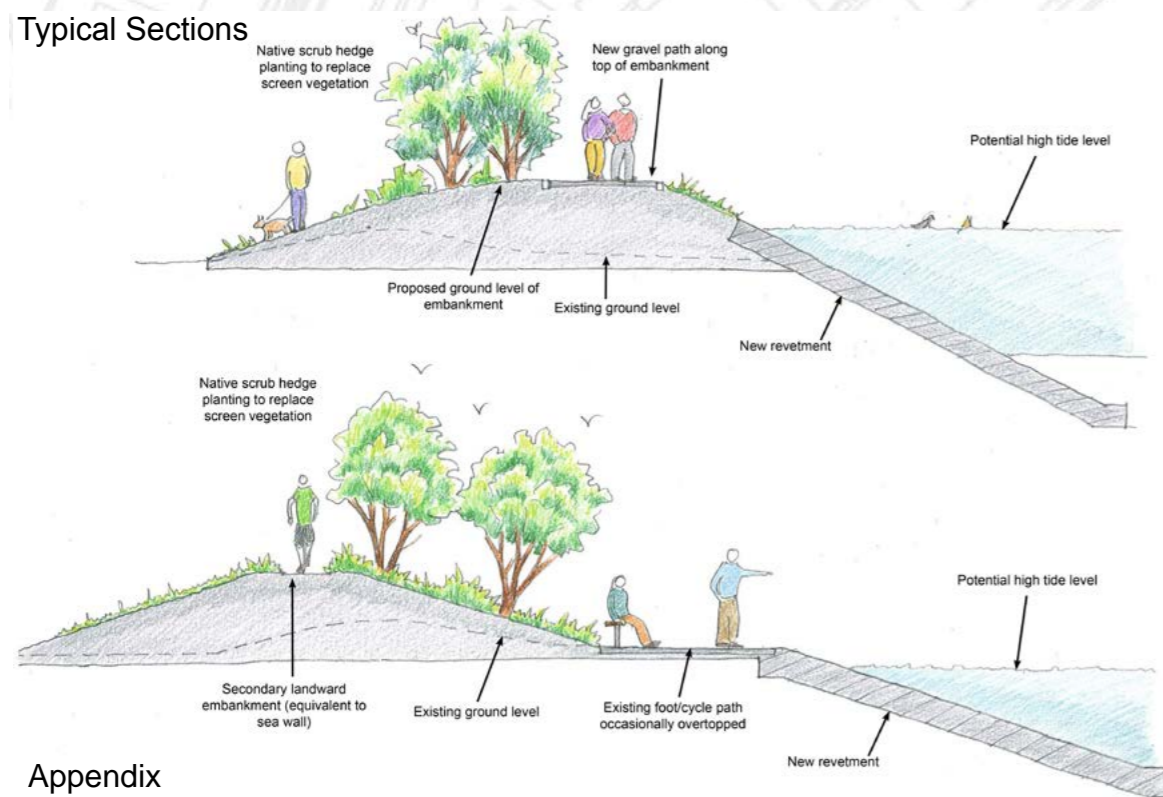 Typical Sections
Native scrub hedge
planting to replace
screen vegetation
New gravel path along
top of embankment
Potential high tide level
Proposed ground level of
embankment
Existing ground level
New revetment
Native scrub hedge
planting to replace
screen vegetation
Potential high tide level
Secondary landward
embankment (equivalent to
sea wall)
Existing ground level
Existing foot/cycle path
occasionally overtopped
New revetment
Appendix